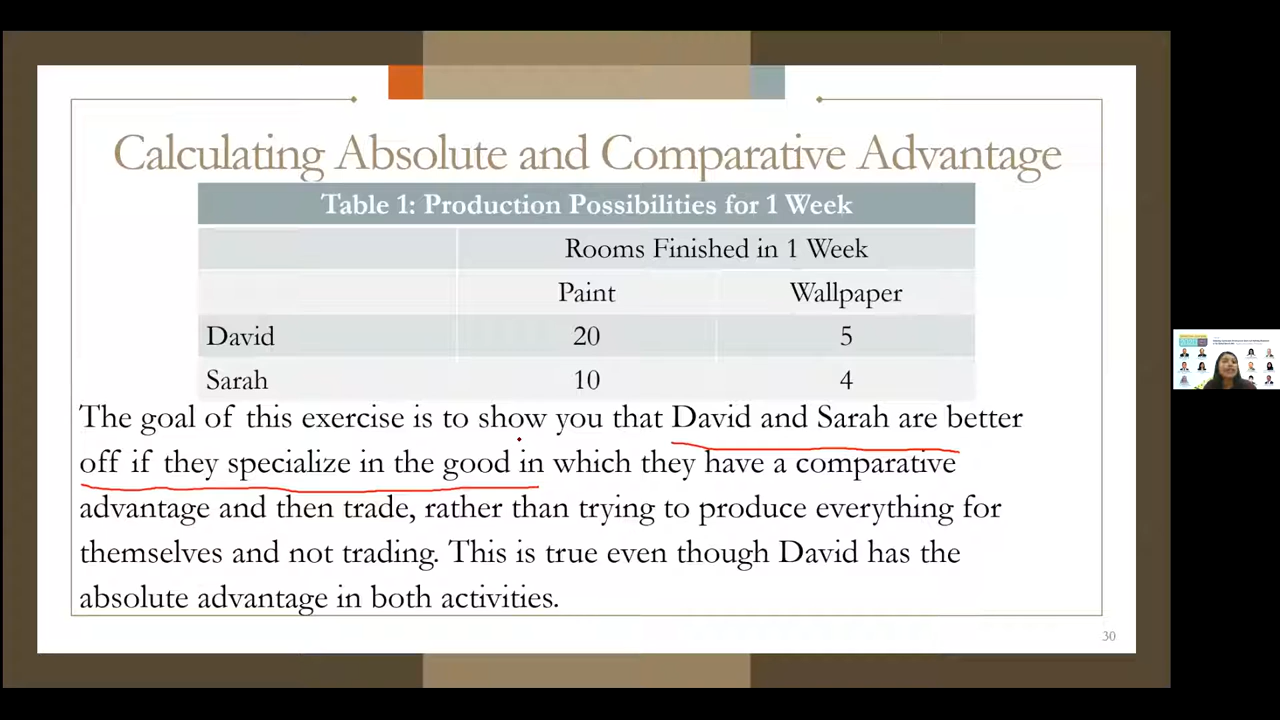 Calculating Absolute and Comparative Advantage
Table 1: Production Possibilities for 1 Week
Rooms Finished in 1 Week
Paint Wallpaper
David 20 5
Sarah 10 4
The goal of this exercise is to show you that David and Sarah are better
off if they specialize in the good in which they have a comparative
advantage and then trade, rather than trying to produce everything for
themselves and not trading. This is true even though David has the
absolute advantage in both activities.
30